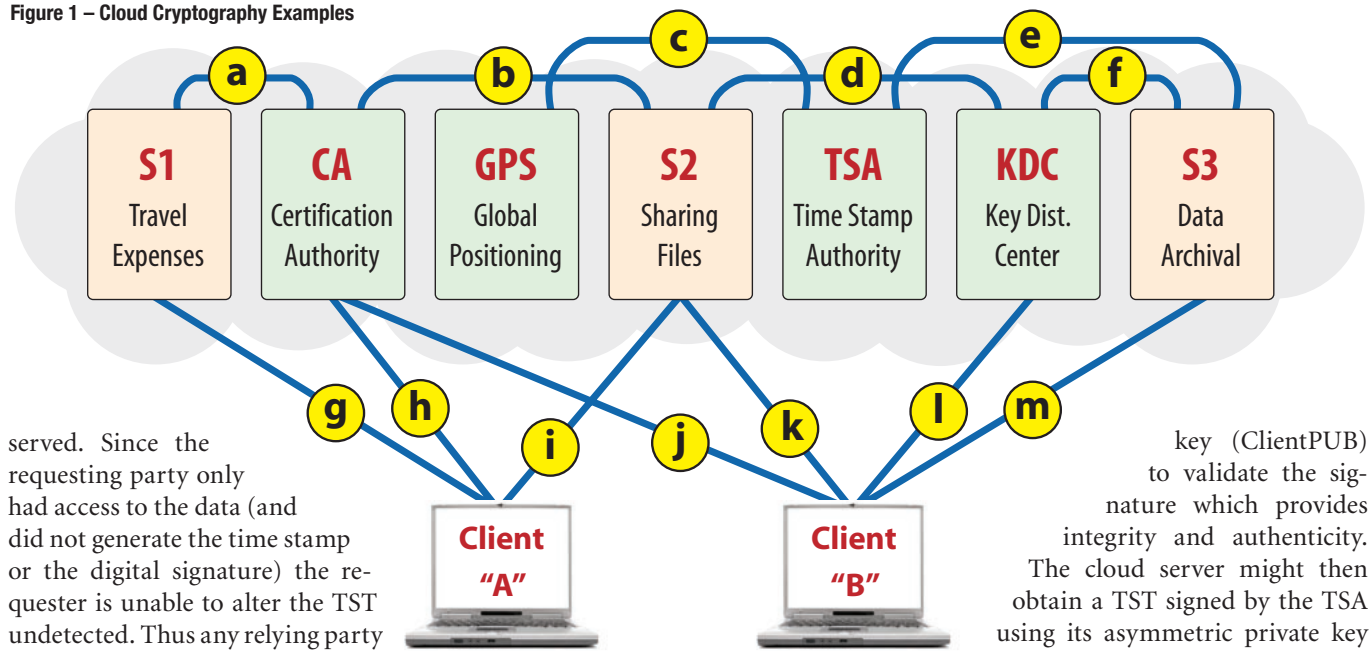 Figure 1 – Cloud Cryptography Examples
a
b
c
d
e
f
S1
Travel
Expenses
CA
Certification
Authority
GPS
Global
Positioning
S2
Sharing
Files
TSA
Time Stamp
Authority
KDC
Key Dist.
Center
S3
Data
Archival
g
h
i
j
k
l
m
Client
“A”
Client
“B”
served. Since the
requesting party only
had access to the data (and
did not generate the time stamp
or the digital signature) the re-
quester is unable to alter the TST
undetected. Thus any relying party
key (ClientPUB)
to validate the sig-
nature which provides
integrity and authenticity.
The cloud server might then
obtain a TST signed by the TSA
using its asymmetric private key